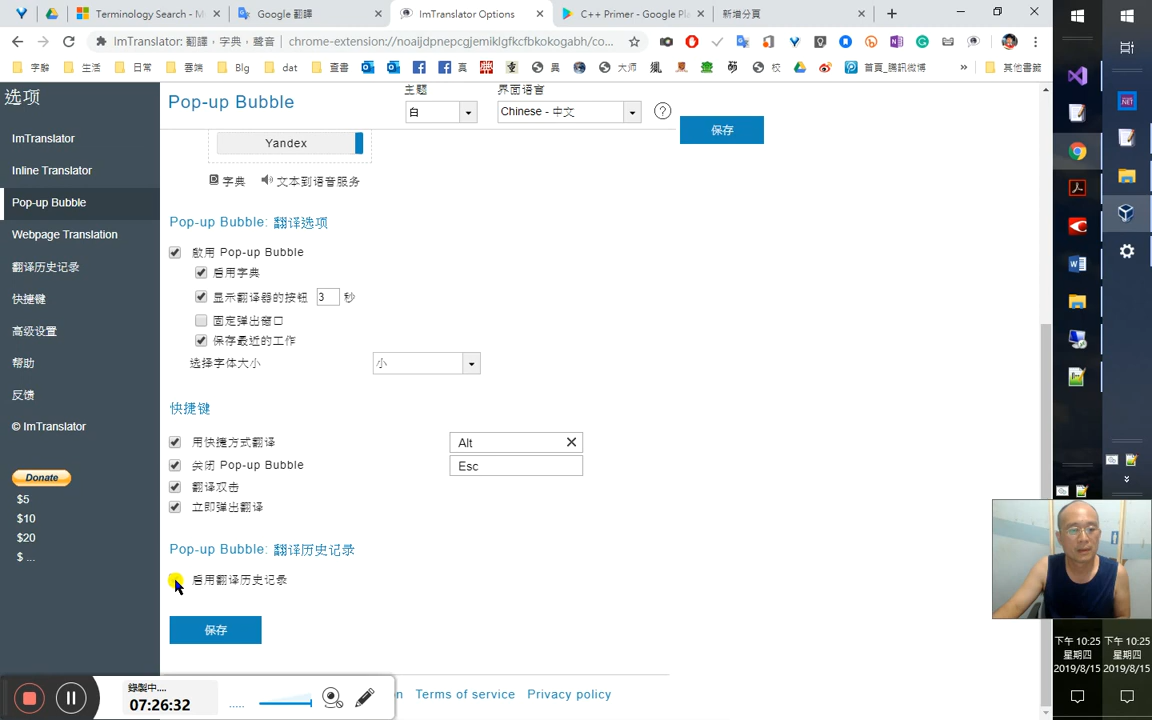 Terminology Search - M
Google 翻譯
ImTranslator Options
C++ Primer - Google Pla
新增分頁
ImTranslator: 翻譯，字典，聲音
chrome-extension://noaijdpnepcgjemiklgfkcfbkokogabh/co...
字辭
生活
日常
雲端
Blg
dat
查書
真
異
大师
校
首頁_騰訊微博
»
其他書籤
选项
ImTranslator
Inline Translator
Pop-up Bubble
Webpage Translation
翻译历史记录
快捷键
高级设置
帮助
反馈
© ImTranslator
Donate
$5
$10
$20
$ ...
Pop-up Bubble
主题
白
界面语言
Chinese - 中文
?
保存
Yandex
字典 文本到语音服务
Pop-up Bubble: 翻译选项
啟用 Pop-up Bubble
启用字典
显示翻译器的按钮 3 秒
固定弹出窗口
保存最近的工作
选择字体大小 小
快捷键
用快捷方式翻译 Alt
关闭 Pop-up Bubble Esc
翻译双击
立即弹出翻译
Pop-up Bubble: 翻译历史记录
启用翻译历史记录
保存
n Terms of service Privacy policy
錄製中....
07:26:32
.....
下午 10:25 下午 10:25
星期四 星期四
2019/8/15 2019/8/15